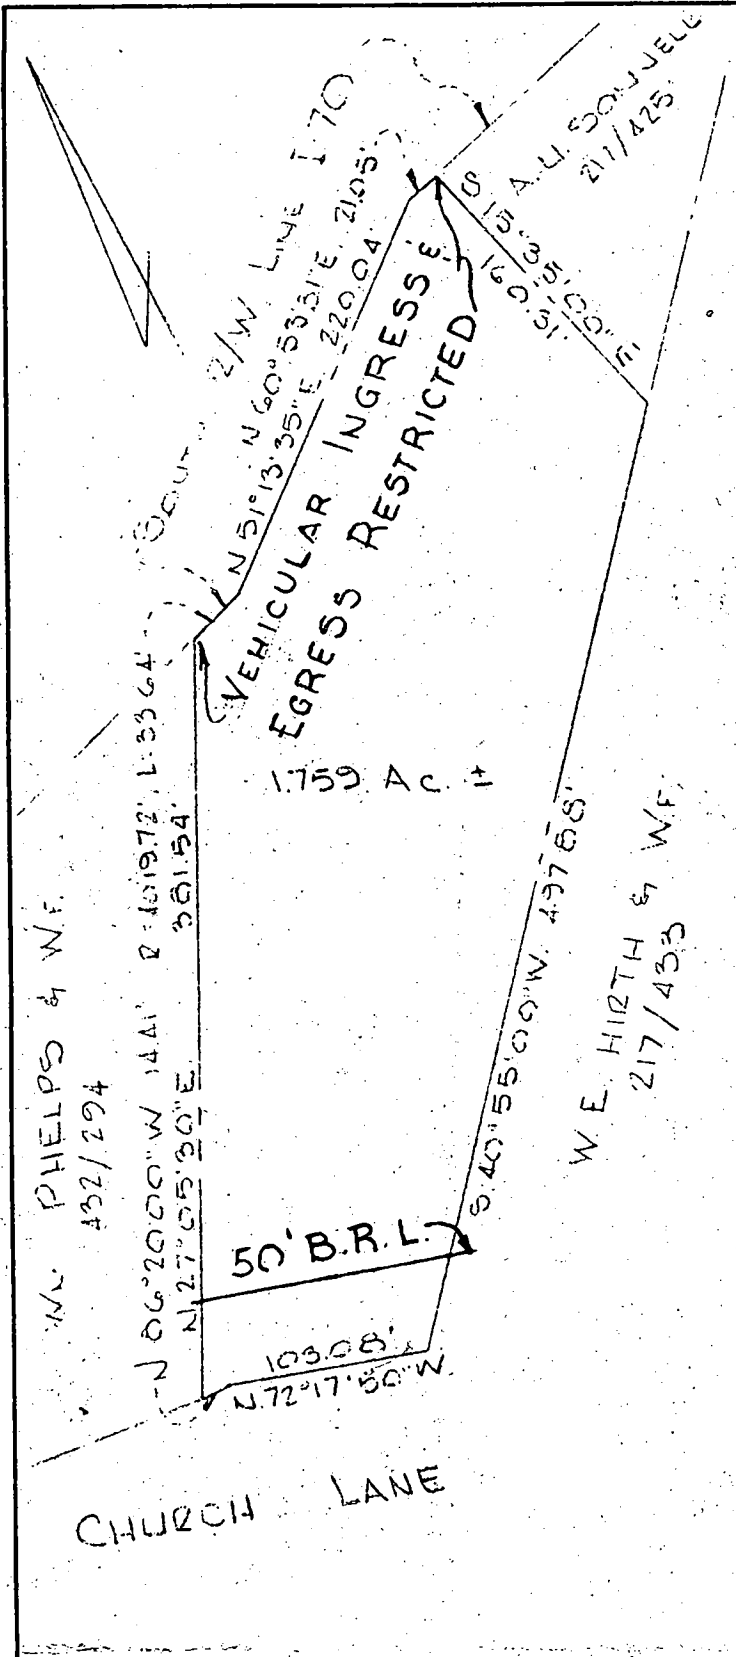 A.U. SONNELL
217/425
SOUTH R/W LINE I 70
N 60°53'31"E. 21.05'
N 51°13'35"E 220.04'
S 15°35'00"E.
160.31'
VEHICULAR INGRESS &
EGRESS RESTRICTED
1.759 AC. ±
R=1019.72' L=33.64'
381.54'
N 27°05'30"E
N 86°20'00"W 14.41'
PHELPS & WF.
432/294
S. 40°55'00"W. 497.88'
W.E. HIRTH & WF.
217/433
50' B.R.L.
103.08'
N.72°17'50"W.
CHURCH LANE